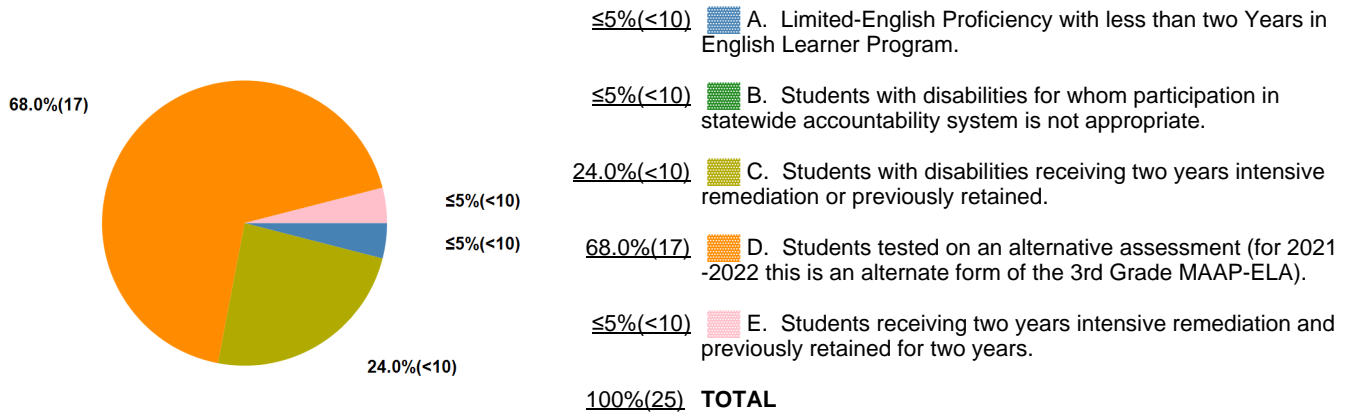 68.0%(17)
≤5%(<10)
≤5%(<10)
24.0%(<10)
≤5%(<10) A. Limited-English Proficiency with less than two Years in
English Learner Program.
≤5%(<10) B. Students with disabilities for whom participation in
statewide accountability system is not appropriate.
24.0%(<10) C. Students with disabilities receiving two years intensive
remediation or previously retained.
68.0%(17) D. Students tested on an alternative assessment (for 2021
-2022 this is an alternate form of the 3rd Grade MAAP-ELA).
≤5%(<10) E. Students receiving two years intensive remediation and
previously retained for two years.
100%(25) TOTAL